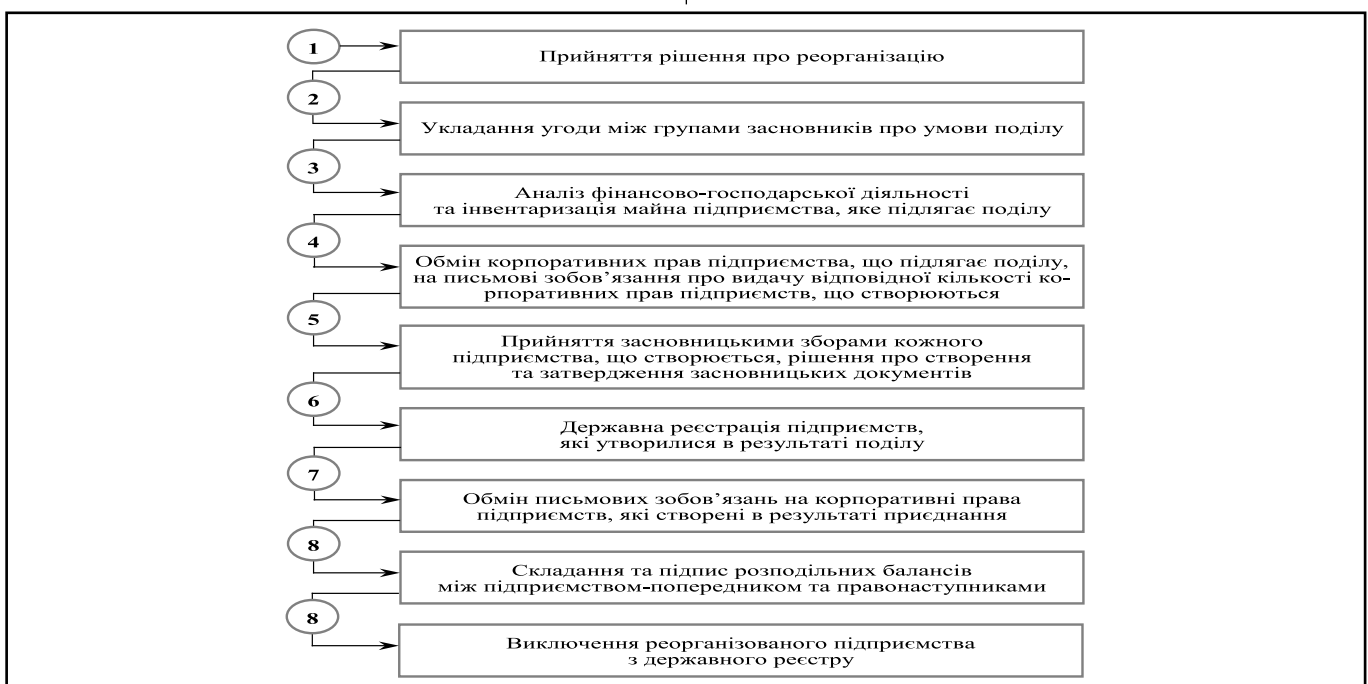 1
Прийняття рішення про реорганізацію
2
Укладання угоди між групами засновників про умови поділу
3
Аналіз фінансово-господарської діяльності
та інвентаризація майна підприємства, яке підлягає поділу
4
Обмін корпоративних прав підприємства, що підлягає поділу,
на письмові зобов’язання про видачу відповідної кількості ко-
рпоративних прав підприємств, що створюються
5
Прийняття засновницькими зборами кожного
підприємства, що створюється, рішення про створення
та затвердження засновницьких документів
6
Державна реєстрація підприємств,
які утворилися в результаті поділу
7
Обмін письмових зобов’язань на корпоративні права
підприємств, які створені в результаті приєднання
8
Складання та підпис розподільних балансів
між підприємством-попередником та правонаступниками
8
Виключення реорганізованого підприємства
з державного реєстру